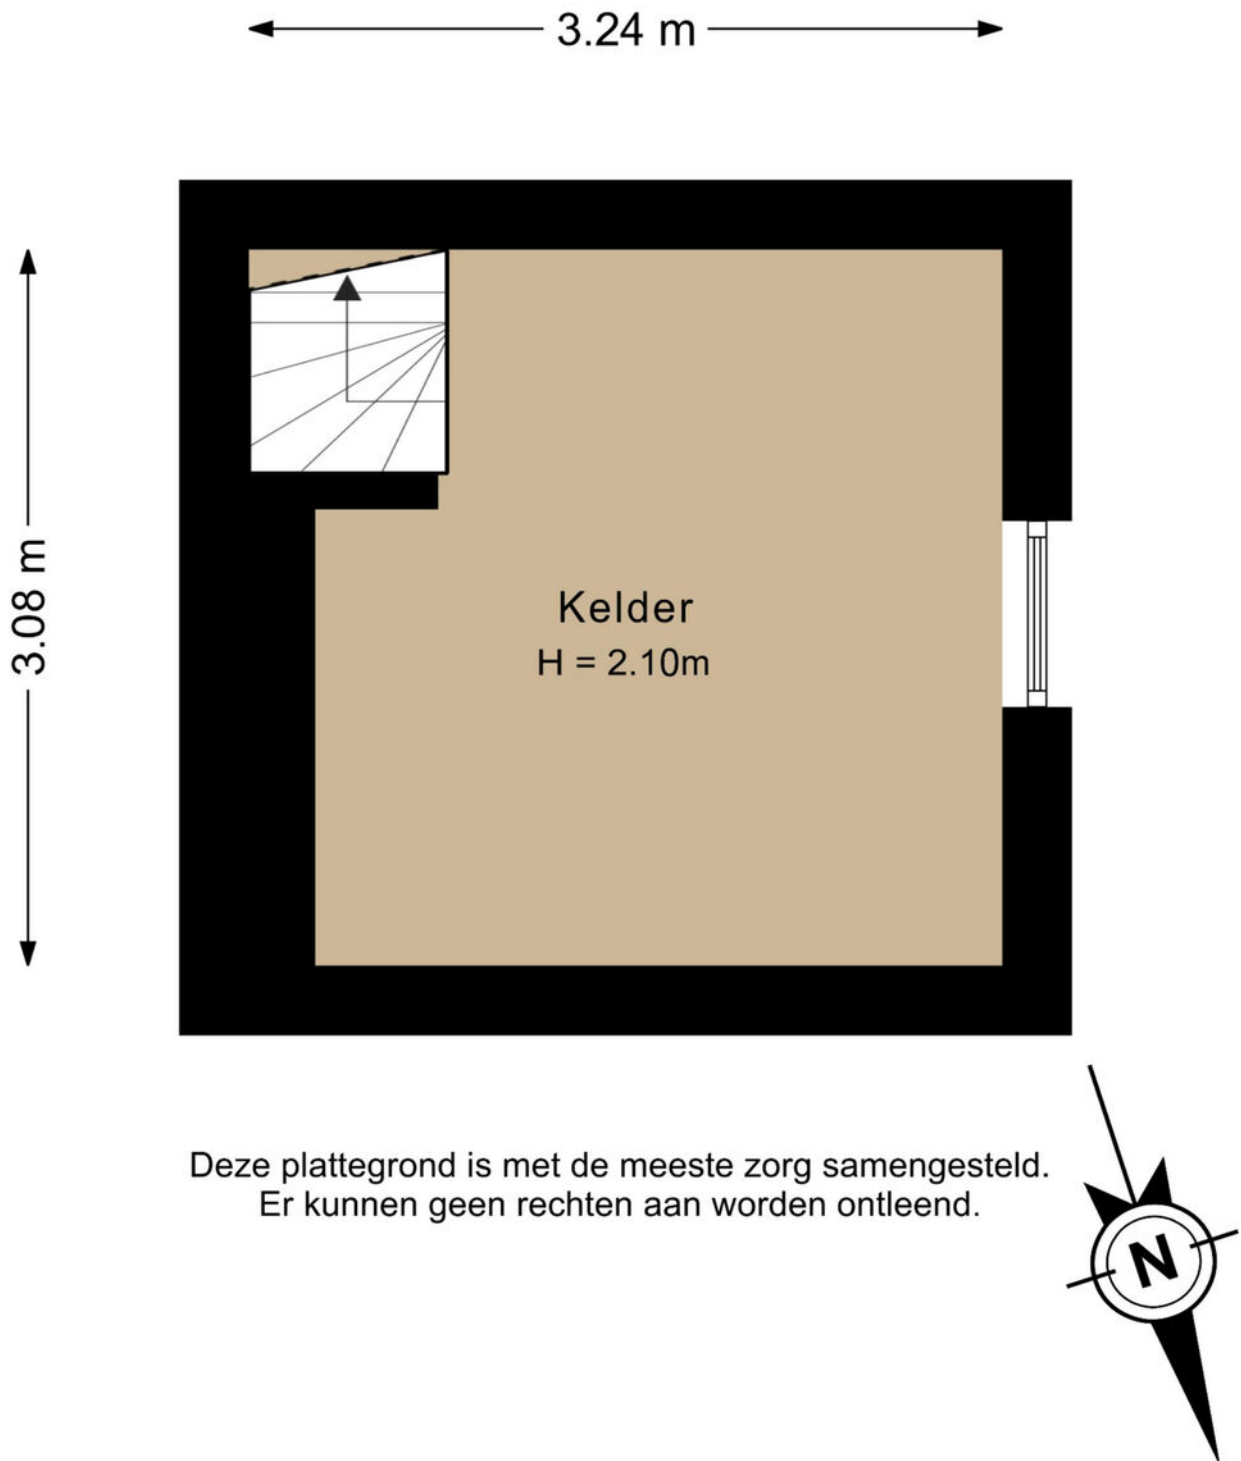 3.24 m
3.08 m
Kelder
H = 2.10m
Deze plattegrond is met de meeste zorg samengesteld.
Er kunnen geen rechten aan worden ontleend.
N